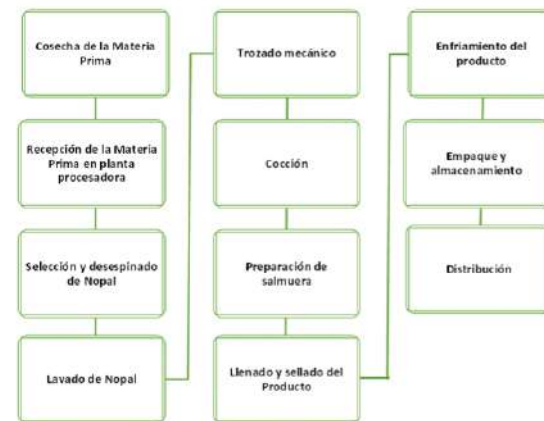 Cosecha de la Materia
Prima
Recepción de la Materia
Prima en planta
procesadora
Selección y desespinado
de Nopal
Lavado de Nopal
Trozado mecánico
Cocción
Preparación de
salmuera
Llenado y sellado del
Producto
Enfriamiento del
producto
Empaque y
almacenamiento
Distribución